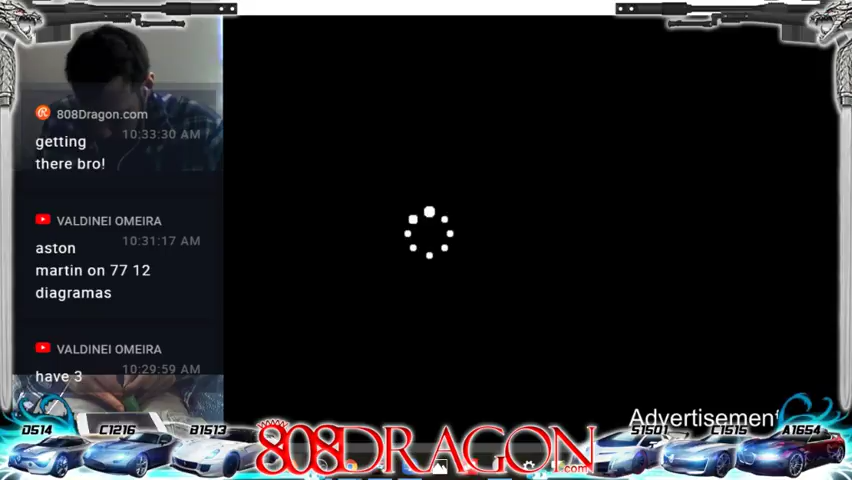 808Dragon.com
10:33:30 AM
getting
there bro!
VALDINEI OMEIRA
10:31:17 AM
aston
martin on 77 12
diagramas
VALDINEI OMEIRA
10:29:59 AM
have 3
Advertisement
D514 C1216 B1513
808DRAGON
.com
S1501 C1515 A1654